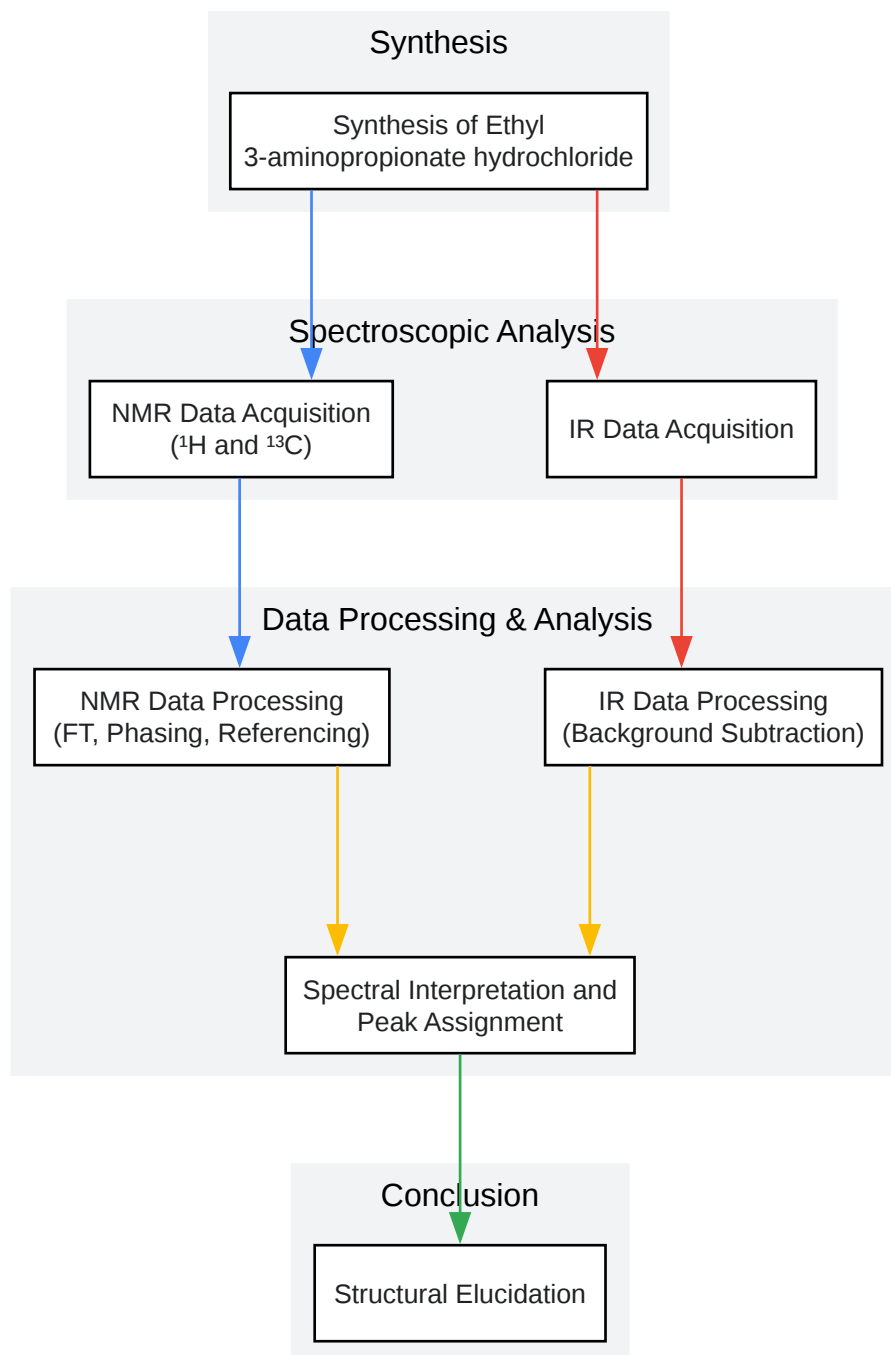 Synthesis
Synthesis of Ethyl
3-aminopropionate hydrochloride
Spectroscopic Analysis
NMR Data Acquisition
(¹H and ¹³C)
IR Data Acquisition
Data Processing & Analysis
NMR Data Processing
(FT, Phasing, Referencing)
IR Data Processing
(Background Subtraction)
Spectral Interpretation and
Peak Assignment
Conclusion
Structural Elucidation